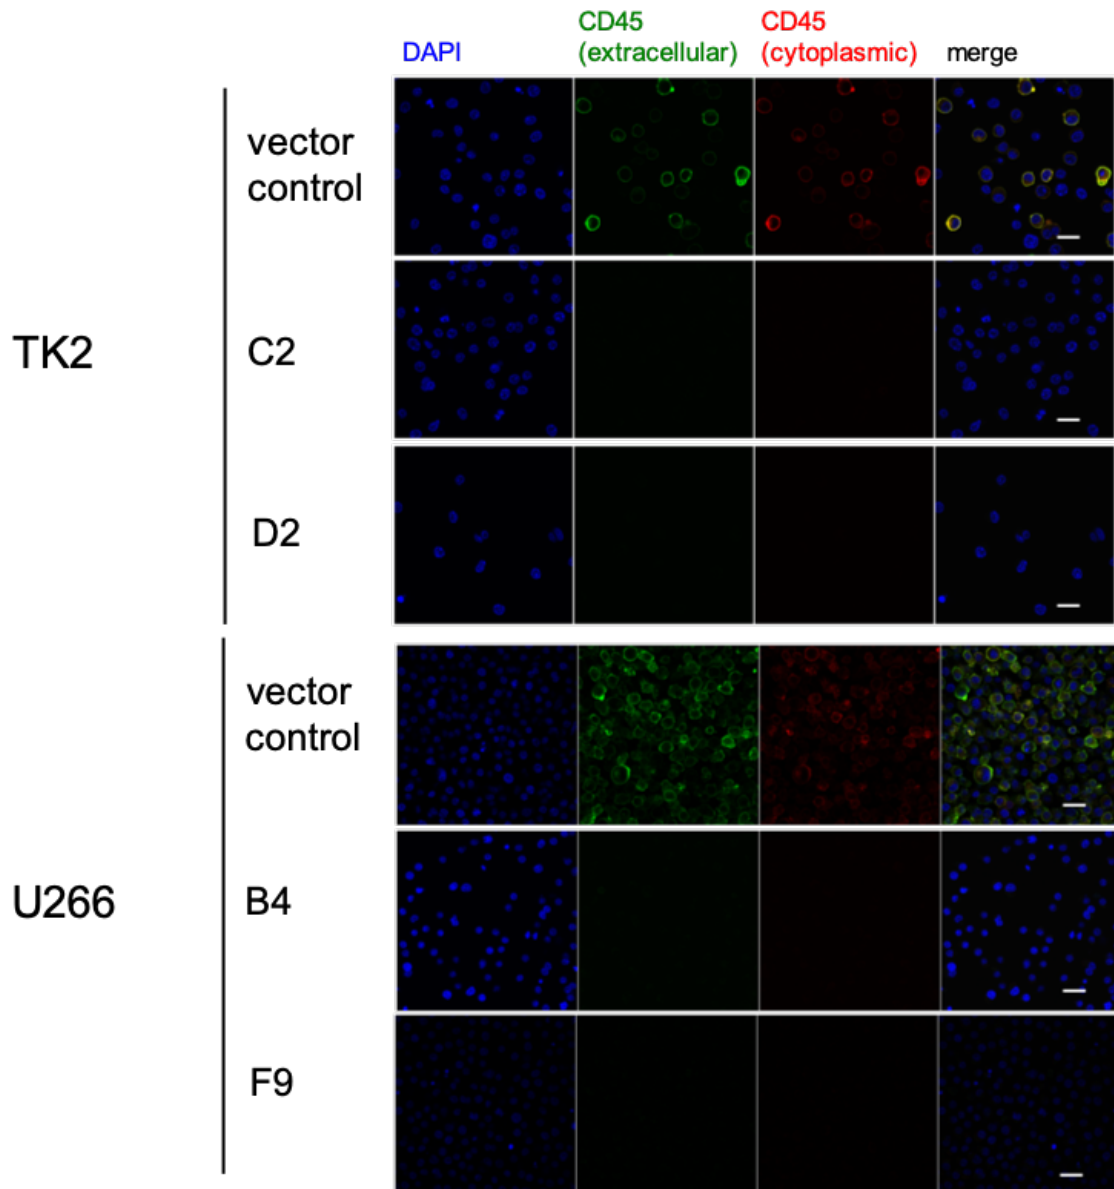 CD45
CD45
DAPI
(extracellular)
(cytoplasmic)
merge
vector
control
TK2
C2
D2
vector
control
U266
B4
F9